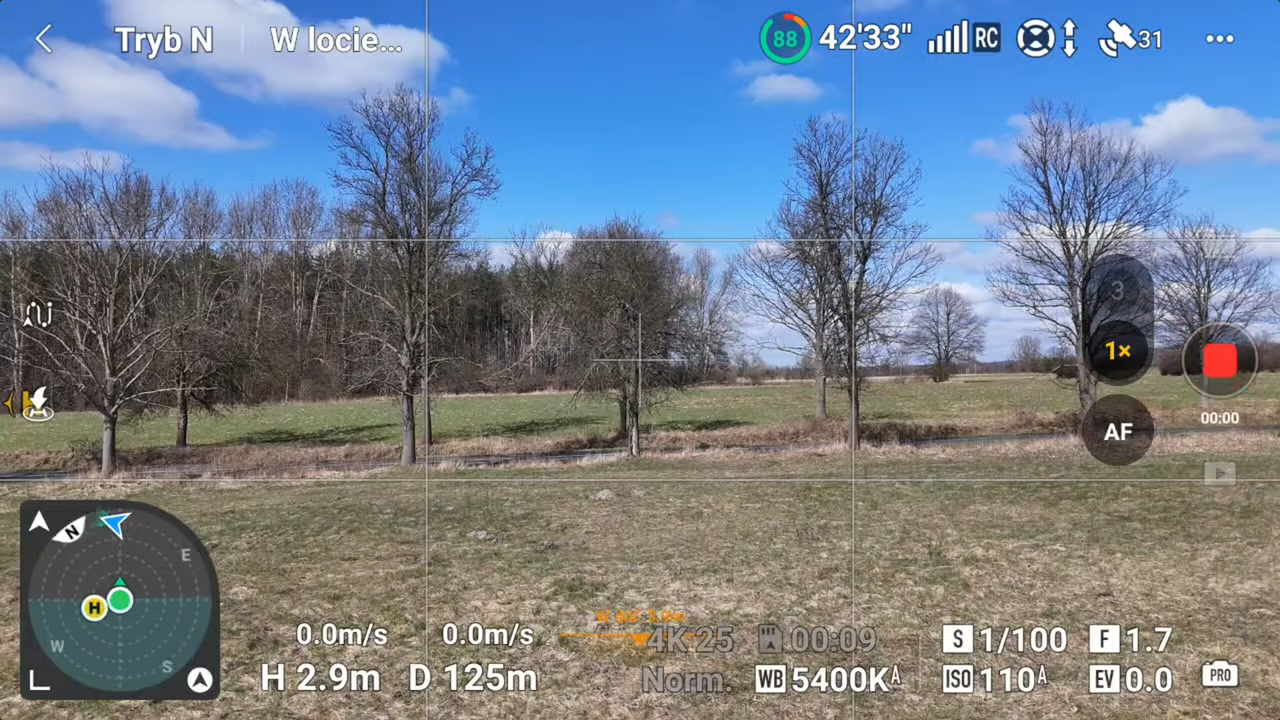 Tryb N
W locie...
88
42'33"
RC
31
3
1×
AF
00:00
N
E
H
W
S
L
0.0m/s
0.0m/s
H 2.9m
D 125m
4K 25
00:09
Norm.
WB 5400K A
S 1/100
F 1.7
ISO 110 A
EV 0.0
PRO